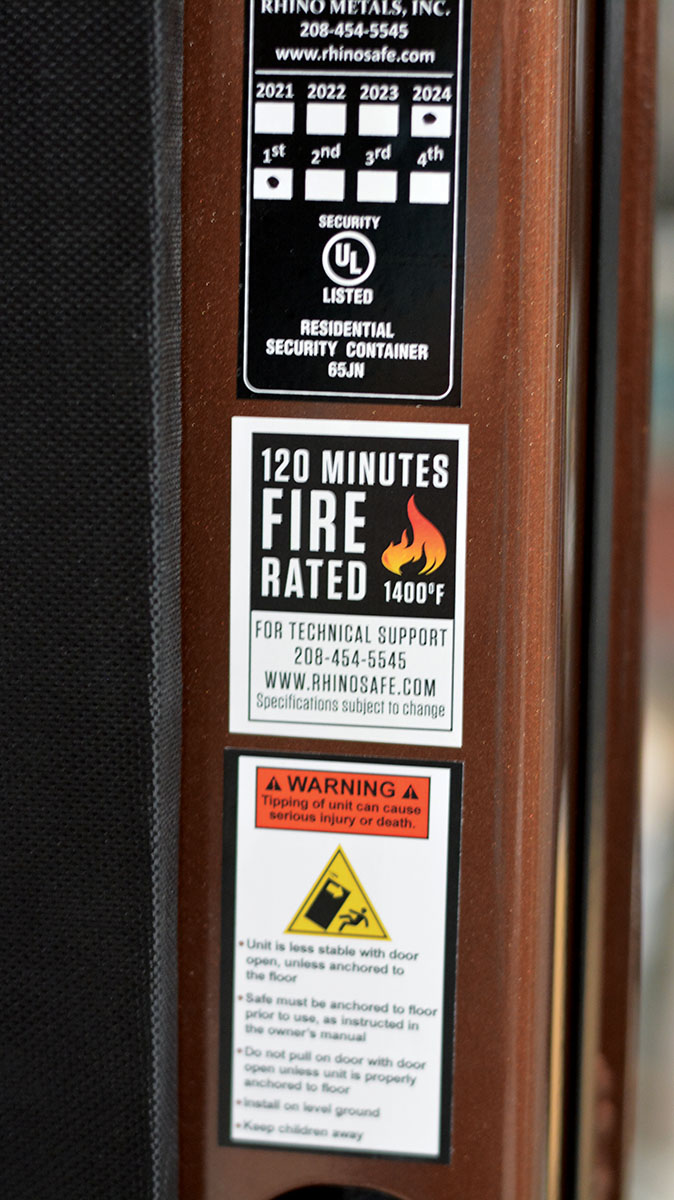 RHINO METALS, INC.
208-454-5545
www.rhinosafe.com
2021 2022 2023 2024
1st 2nd 3rd 4th
SECURITY
UL
LISTED
RESIDENTIAL
SECURITY CONTAINER
65JN
120 MINUTES
FIRE
RATED
1400°F
FOR TECHNICAL SUPPORT
208-454-5545
WWW.RHINOSAFE.COM
Specifications subject to change
WARNING
Tipping of unit can cause
serious injury or death.
•Unit is less stable with door
open, unless anchored to
the floor
•Safe must be anchored to floor
prior to use, as instructed in
the owner's manual
•Do not pull on door with door
open unless unit is properly
anchored to floor
•Install on level ground
•Keep children away